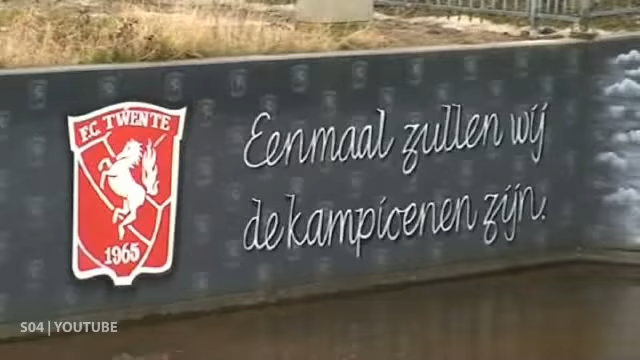 F.C. TWENTE
1965
Eenmaal zullen wij
de kampioenen zijn.
S04 | YOUTUBE